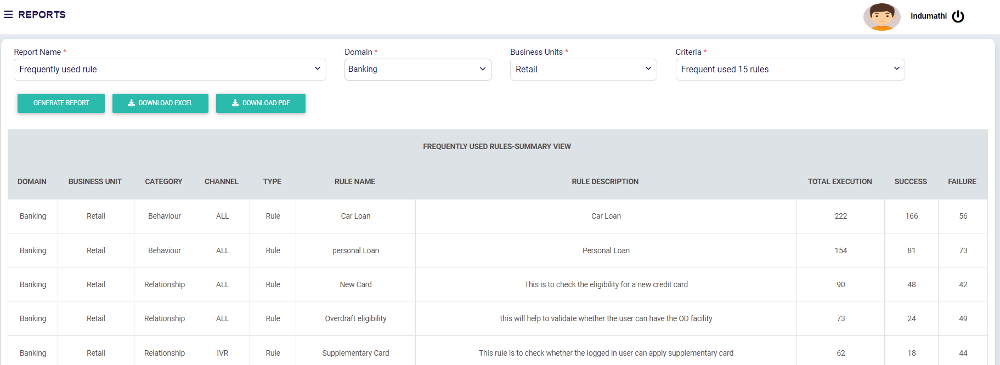 REPORTS
Indumathi
Report Name * Domain * Business Units * Criteria *
Frequently used rule Banking Retail Frequent used 15 rules
GENERATE REPORT DOWNLOAD EXCEL DOWNLOAD PDF
FREQUENTLY USED RULES-SUMMARY VIEW
DOMAIN BUSINESS UNIT CATEGORY CHANNEL TYPE RULE NAME RULE DESCRIPTION TOTAL EXECUTION SUCCESS FAILURE
Banking Retail Behaviour ALL Rule Car Loan Car Loan 222 166 56
Banking Retail Behaviour ALL Rule personal Loan Personal Loan 154 81 73
Banking Retail Relationship ALL Rule New Card This is to check the eligibility for a new credit card 90 48 42
Banking Retail Relationship ALL Rule Overdraft eligibility this will help to validate whether the user can have the OD facility 73 24 49
Banking Retail Relationship IVR Rule Supplementary Card This rule is to check whether the logged in user can apply supplementary card 62 18 44